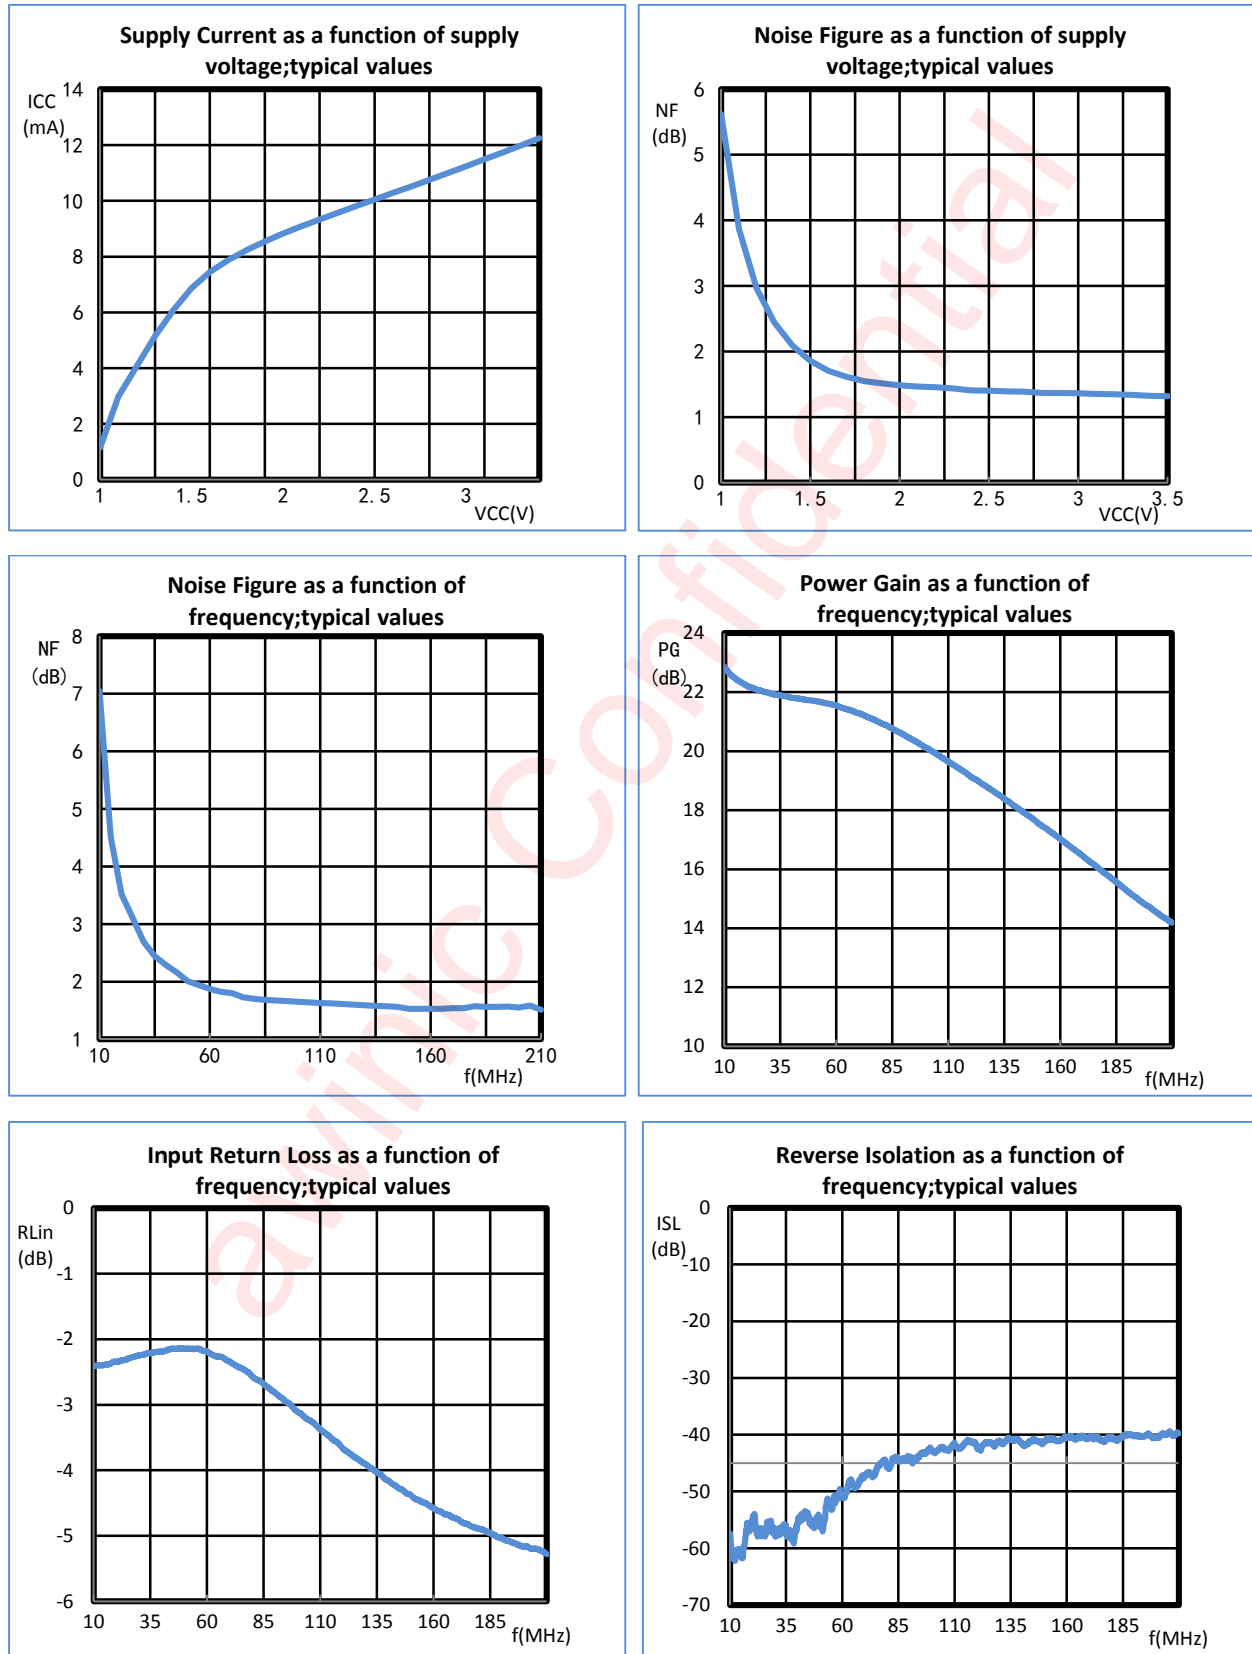 Supply Current as a function of supply
voltage;typical values
ICC
(mA)
14
12
10
8
6
4
2
0
1 1.5 2 2.5 3
VCC(V)
Noise Figure as a function of supply
voltage;typical values
NF
(dB)
6
5
4
3
2
1
0
1 1.5 2 2.5 3 3.5
VCC(V)
Noise Figure as a function of
frequency;typical values
NF
(dB)
8
7
6
5
4
3
2
1
10 60 110 160 210
f(MHz)
Power Gain as a function of
frequency;typical values
PG
(dB)
24
22
20
18
16
14
12
10
10 35 60 85 110 135 160 185
f(MHz)
Input Return Loss as a function of
frequency;typical values
RLin
(dB)
0
-1
-2
-3
-4
-5
-6
10 35 60 85 110 135 160 185
f(MHz)
Reverse Isolation as a function of
frequency;typical values
ISL
(dB)
0
-10
-20
-30
-40
-50
-60
-70
10 35 60 85 110 135 160 185
f(MHz)
awinic Confidential